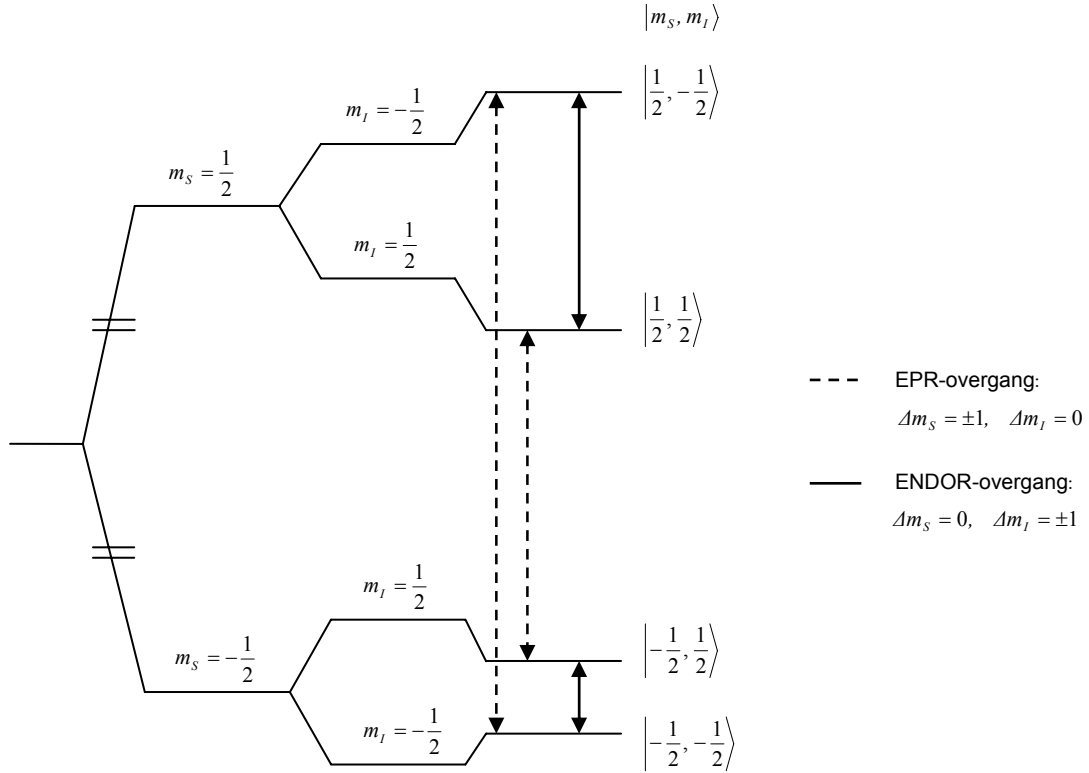 |m_S, m_I⟩
|1/2, -1/2⟩
m_I = -1/2
m_S = 1/2
m_I = 1/2
|1/2, 1/2⟩
EPR-overgang:
Δm_S = ±1, Δm_I = 0
ENDOR-overgang:
Δm_S = 0, Δm_I = ±1
m_I = 1/2
|-1/2, 1/2⟩
m_S = -1/2
m_I = -1/2
|-1/2, -1/2⟩